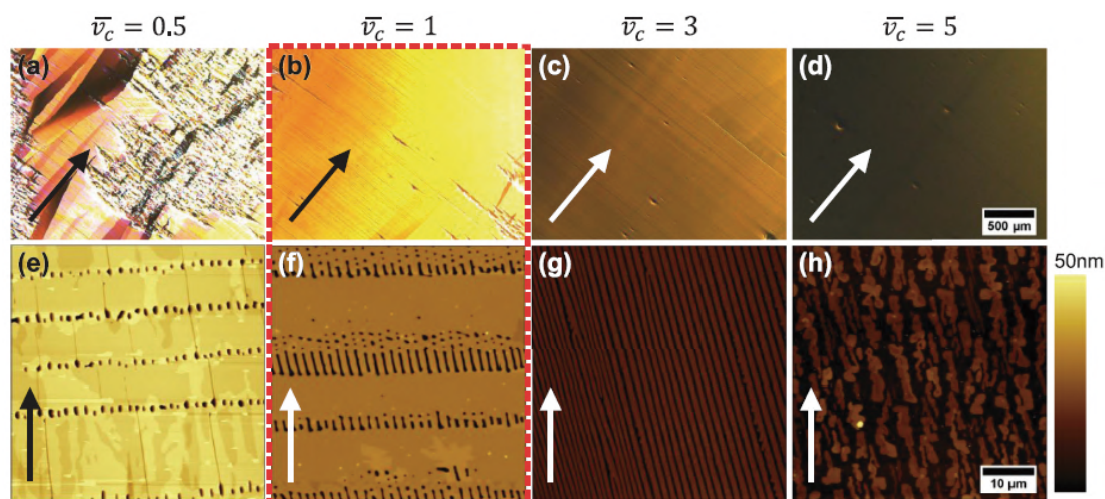 v̅c̅ = 0.5 v̅c̅ = 1 v̅c̅ = 3 v̅c̅ = 5
(a) (b) (c) (d)
500 µm
(e) (f) (g) (h) 50nm
10 µm